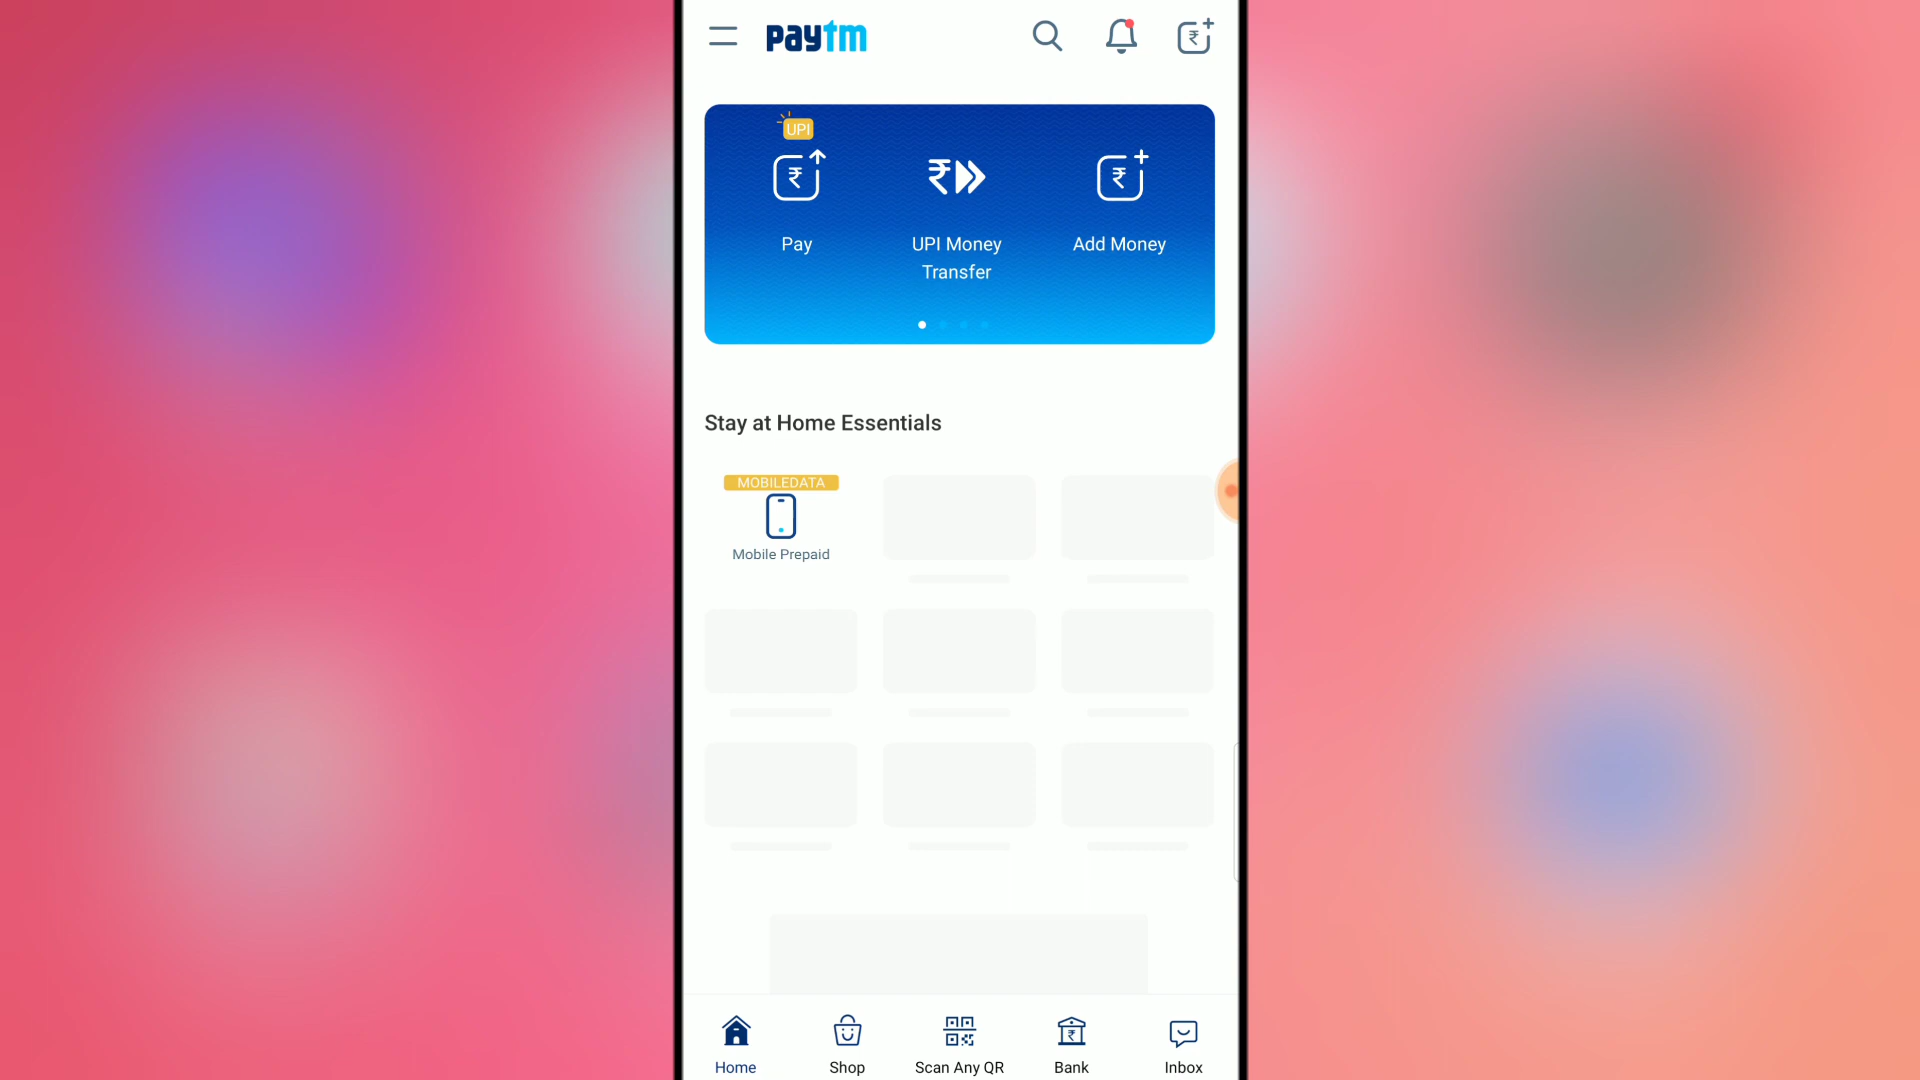 paytm
UPI
Pay
UPI Money
Transfer
Add Money
Stay at Home Essentials
MOBILEDATA
Mobile Prepaid
Home
Shop
Scan Any QR
Bank
Inbox